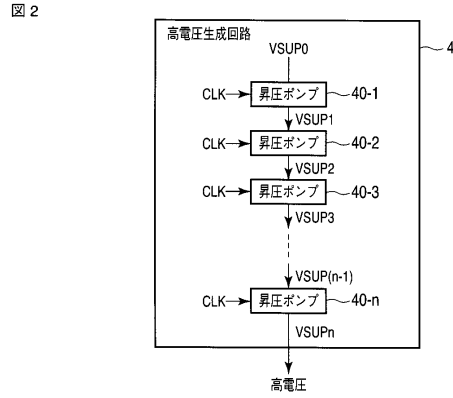 図2
高電圧生成回路
4
VSUP0
CLK 昇圧ポンプ 40-1
VSUP1
CLK 昇圧ポンプ 40-2
VSUP2
CLK 昇圧ポンプ 40-3
VSUP3
VSUP(n-1)
CLK 昇圧ポンプ 40-n
VSUPn
高電圧